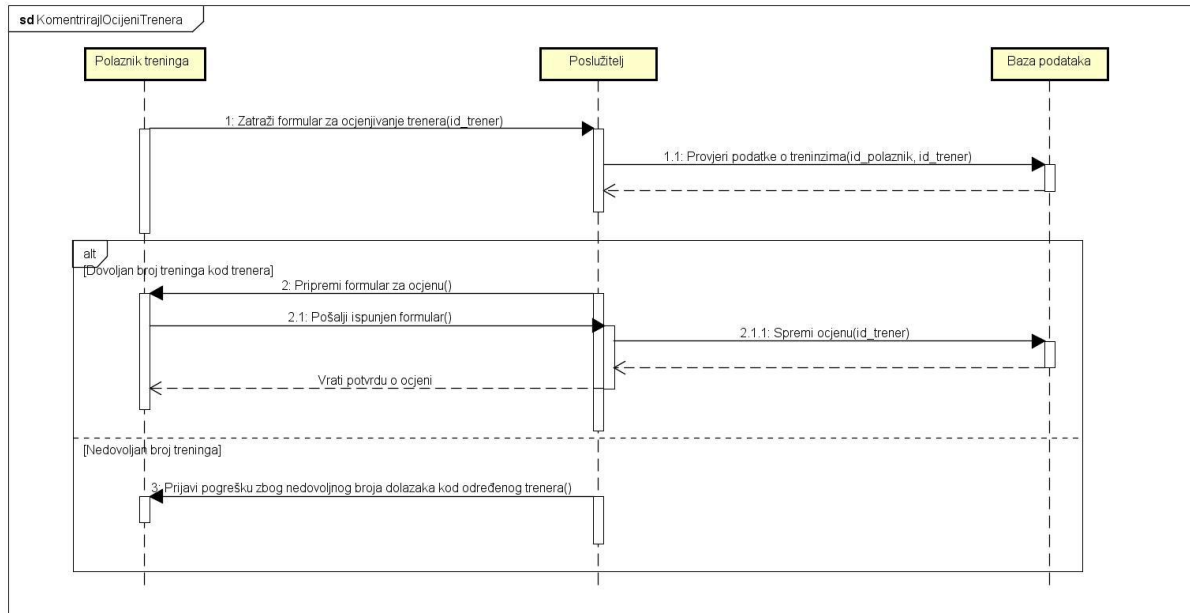 sd KomentrirajIOcijeniTrenera
Polaznik treninga
Poslužitelj
Baza podataka
1: Zatraži formular za ocjenjivanje trenera(id_trener)
1.1: Provjeri podatke o treninzima(id_polaznik, id_trener)
alt
[Dovoljan broj treninga kod trenera]
2: Pripremi formular za ocjenu()
2.1: Pošalji ispunjen formular()
2.1.1: Spremi ocjenu(id_trener)
Vrati potvrdu o ocjeni
[Nedovoljan broj treninga]
3: Prijavi pogrešku zbog nedovoljnog broja dolazaka kod određenog trenera()